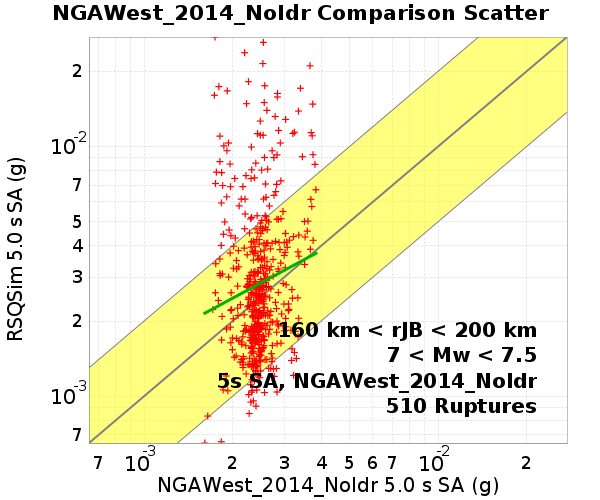 NGAWest_2014_NoIdr Comparison Scatter
RSQSim 5.0 s SA (g)
2
10-2
7
5
4
3
2
10-3
7
160 km < rJB < 200 km
7 < Mw < 7.5
5s SA, NGAWest_2014_NoIdr
510 Ruptures
7 10-3 2 3 4 5 6 7 10-2 2
NGAWest_2014_NoIdr 5.0 s SA (g)